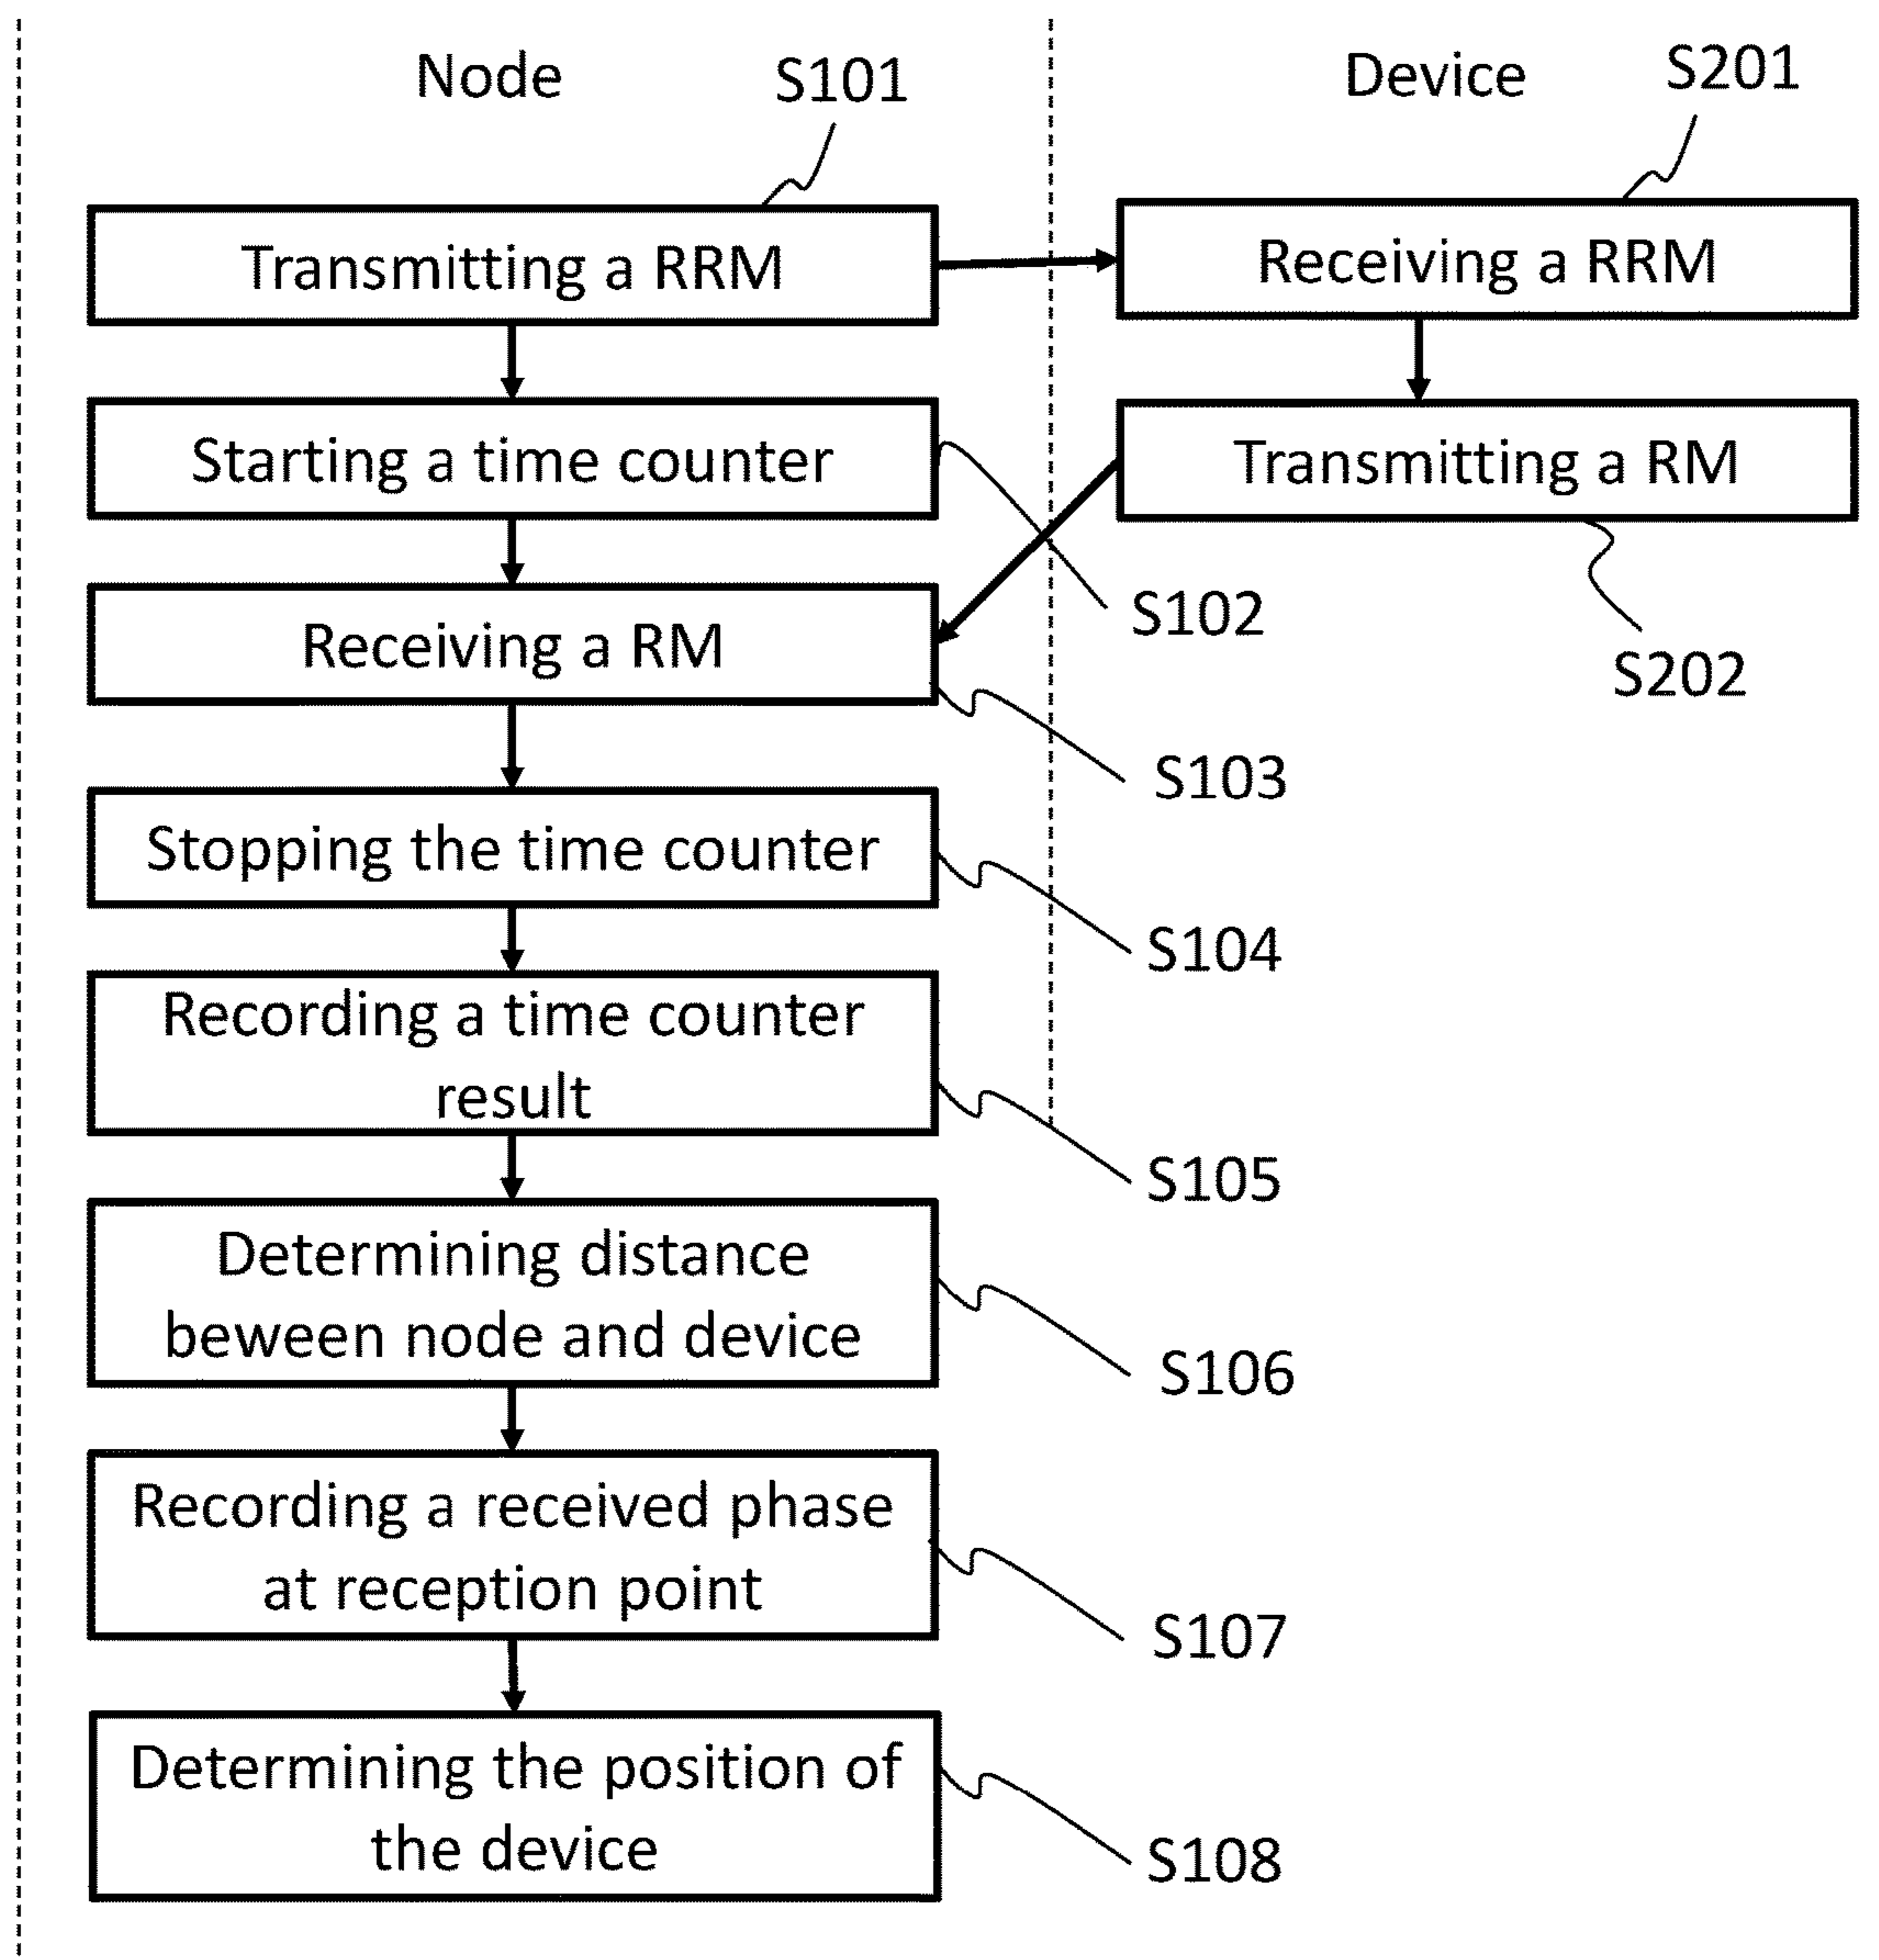 Node
S101
Device
S201
Transmitting a RRM
Receiving a RRM
Starting a time counter
Transmitting a RM
S102
Receiving a RM
S202
S103
Stopping the time counter
S104
Recording a time counter
result
S105
Determining distance
beween node and device
S106
Recording a received phase
at reception point
S107
Determining the position of
the device
S108